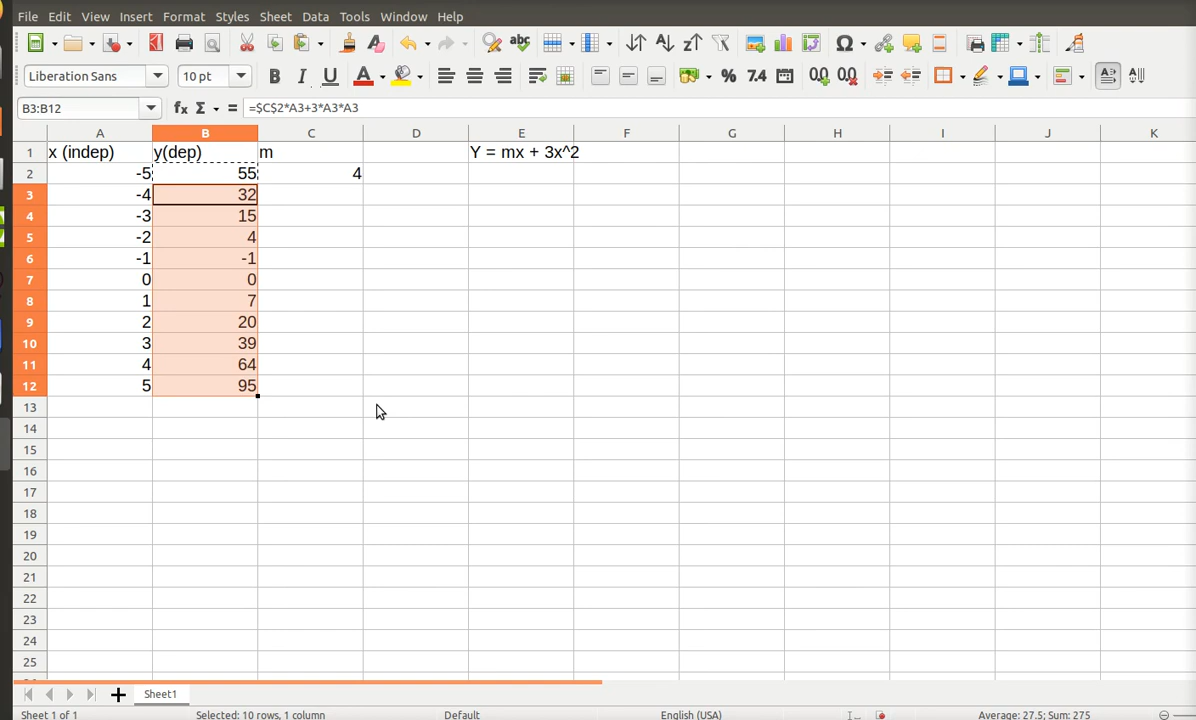 File Edit View Insert Format Styles Sheet Data Tools Window Help
Liberation Sans 10 pt
B3:B12 =$C$2*A3+3*A3*A3
A B C D E F G H I J K
1 x (indep) y(dep) m Y = mx + 3x^2
2 -5 55 4
3 -4 32
4 -3 15
5 -2 4
6 -1 -1
7 0 0
8 1 7
9 2 20
10 3 39
11 4 64
12 5 95
13
14
15
16
17
18
19
20
21
22
23
24
25
Sheet1
Sheet 1 of 1 Selected: 10 rows, 1 column Default English (USA) Average: 27.5; Sum: 275